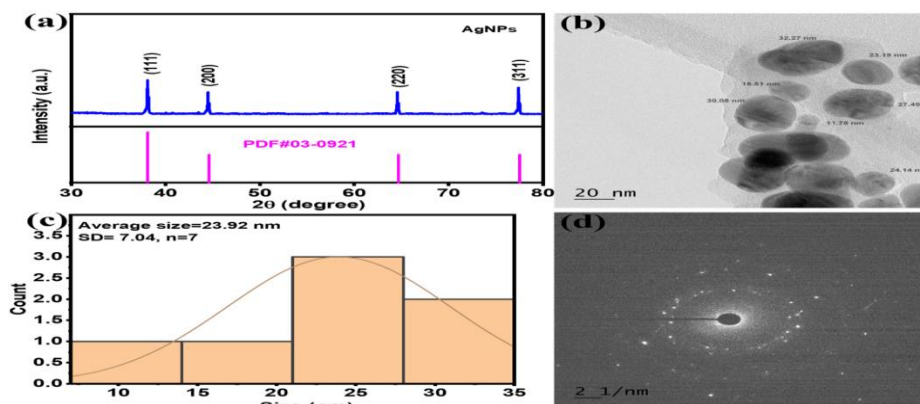 (a)
AgNPs
(111)
(200)
(220)
(311)
Intensity (a.u.)
PDF#03-0921
30 40 50 60 70 80
2θ (degree)
(b)
32.27 nm
23.19 nm
30.08 nm
27.49
11.78 nm
24.14 n
20 nm
(c)
Average size=23.92 nm
SD= 7.04, n=7
Count
3.5
3.0
2.5
2.0
1.5
1.0
0.5
0.0
10 15 20 25 30 35
(d)
2 1/nm